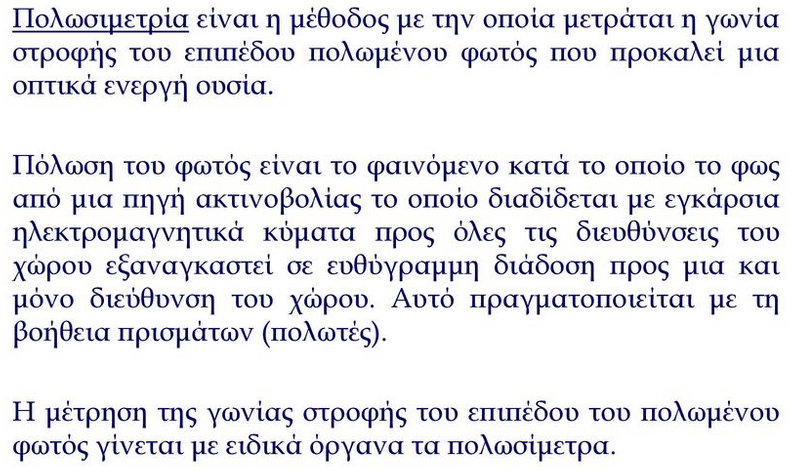 Πολωσιμετρία είναι η μέθοδος με την οποία μετράται η γωνία
στροφής του επιπέδου πολωμένου φωτός που προκαλεί μια
οπτικά ενεργή ουσία.
Πόλωση του φωτός είναι το φαινόμενο κατά το οποίο το φως
από μια πηγή ακτινοβολίας το οποίο διαδίδεται με εγκάρσια
ηλεκτρομαγνητικά κύματα προς όλες τις διευθύνσεις του
χώρου εξαναγκαστεί σε ευθύγραμμη διάδοση προς μια και
μόνο διεύθυνση του χώρου. Αυτό πραγματοποιείται με τη
βοήθεια πρισμάτων (πολωτές).
Η μέτρηση της γωνίας στροφής του επιπέδου του πολωμένου
φωτός γίνεται με ειδικά όργανα τα πολωσίμετρα.